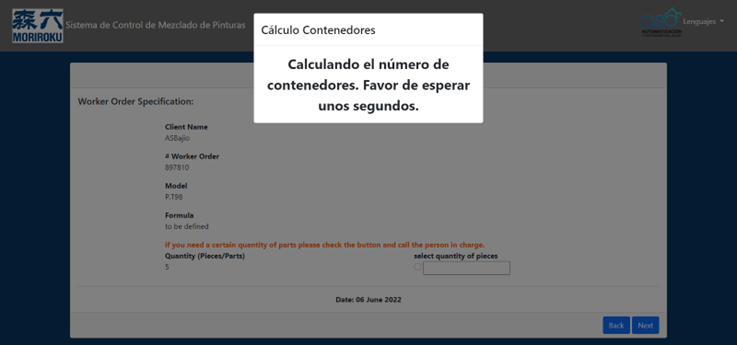 森六
MORIROKU
Sistema de Control de Mezclado de Pinturas
Lenguajes
Cálculo Contenedores
Calculando el número de
contenedores. Favor de esperar
unos segundos.
Worker Order Specification:
Client Name
ASBajio
# Worker Order
897810
Model
P.T98
Formula
to be defined
if you need a certain quantity of parts please check the button and call the person in charge.
Quantity (Pieces/Parts)
select quantity of pieces
5
Date: 06 June 2022
Back
Next